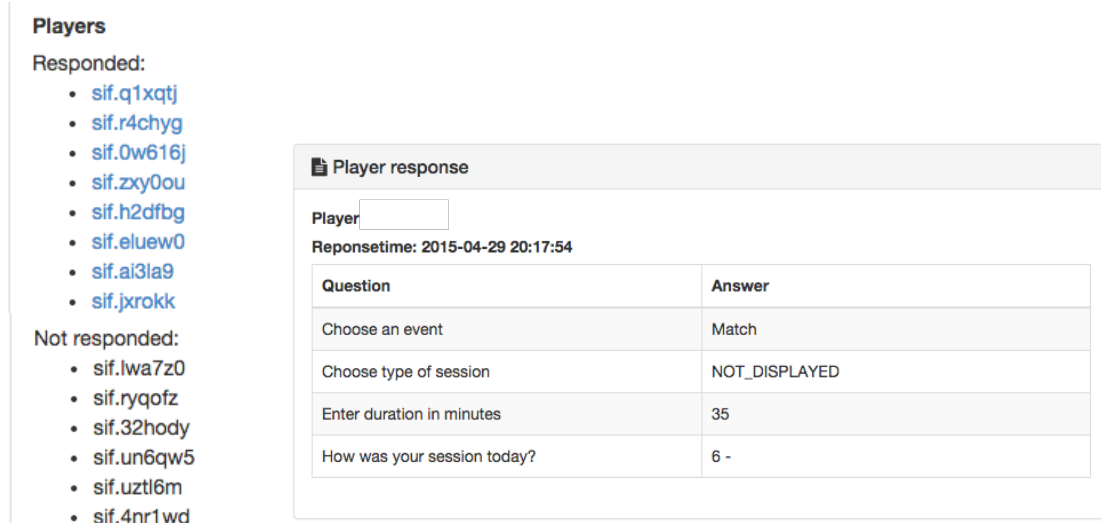 Players
Responded:
• sif.q1xqtj
• sif.r4chyg
• sif.0w616j
• sif.zxy0ou
• sif.h2dfbg
• sif.eluew0
• sif.ai3la9
• sif.jxrokk
Not responded:
• sif.lwa7z0
• sif.ryqofz
• sif.32hody
• sif.un6qw5
• sif.uztl6m
• sif.4nr1wd
Player response
Player
Reponsetime: 2015-04-29 20:17:54
Question Answer
Choose an event Match
Choose type of session NOT_DISPLAYED
Enter duration in minutes 35
How was your session today? 6 -